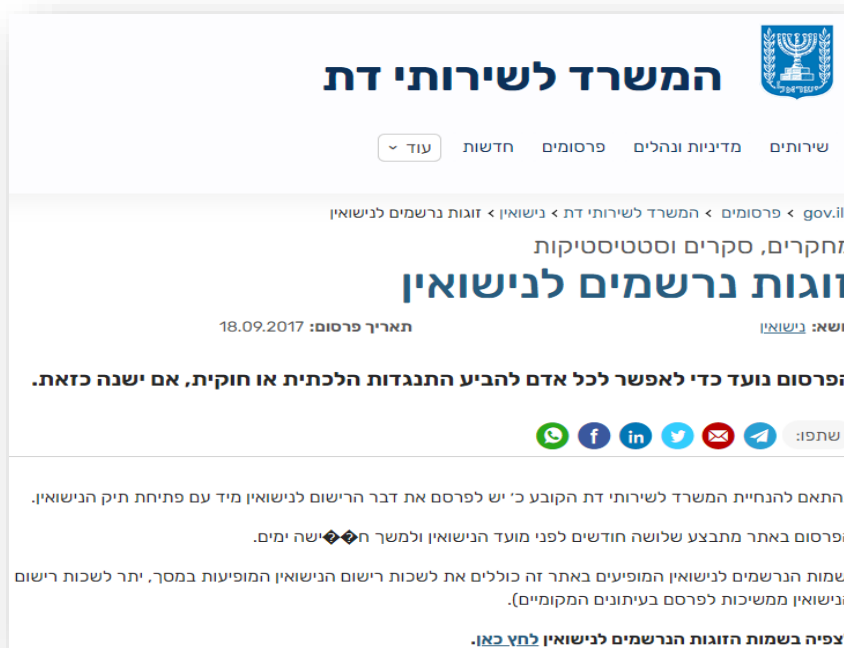 המשרד לשירותי דת
שירותים מדיניות ונהלים פרסומים חדשות עוד
gov.il > פרסומים > המשרד לשירותי דת > נישואין > זוגות נרשמים לנישואין
מחקרים, סקרים וסטטיסטיקות
זוגות נרשמים לנישואין
נושא: נישואין תאריך פרסום: 18.09.2017
הפרסום נועד כדי לאפשר לכל אדם להביע התנגדות הלכתית או חוקית, אם ישנה כזאת.
שתפו:
בהתאם להנחיית המשרד לשירותי דת הקובע כ׳ יש לפרסם את דבר הרישום לנישואין מיד עם פתיחת תיק הנישואין.
הפרסום באתר מתבצע שלושה חודשים לפני מועד הנישואין ולמשך ח��ישה ימים.
שמות הנרשמים לנישואין המופיעים באתר זה כוללים את לשכות רישום הנישואין המופיעות במסך, יתר לשכות רישום
הנישואין ממשיכות לפרסם בעיתונים המקומיים).
לצפיה בשמות הזוגות הנרשמים לנישואין לחץ כאן.